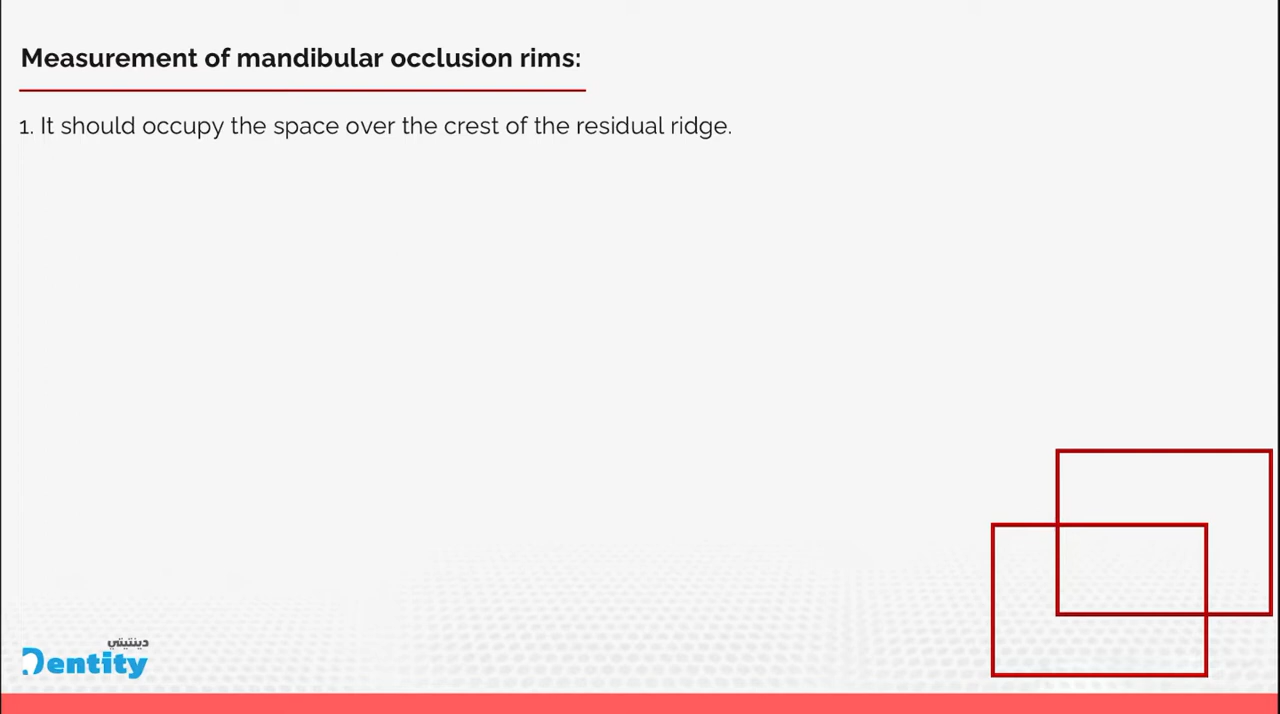 Measurement of mandibular occlusion rims:
1. It should occupy the space over the crest of the residual ridge.
دينتيتي
Dentity